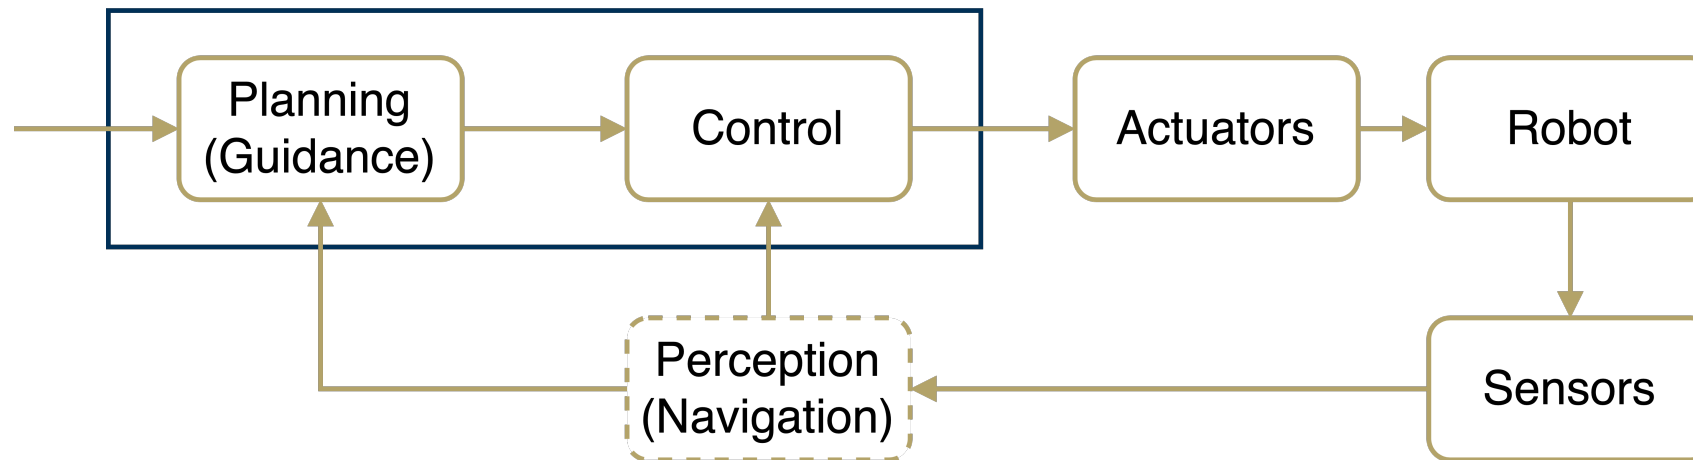 Planning
(Guidance)
Control
Actuators
Robot
Perception
(Navigation)
Sensors